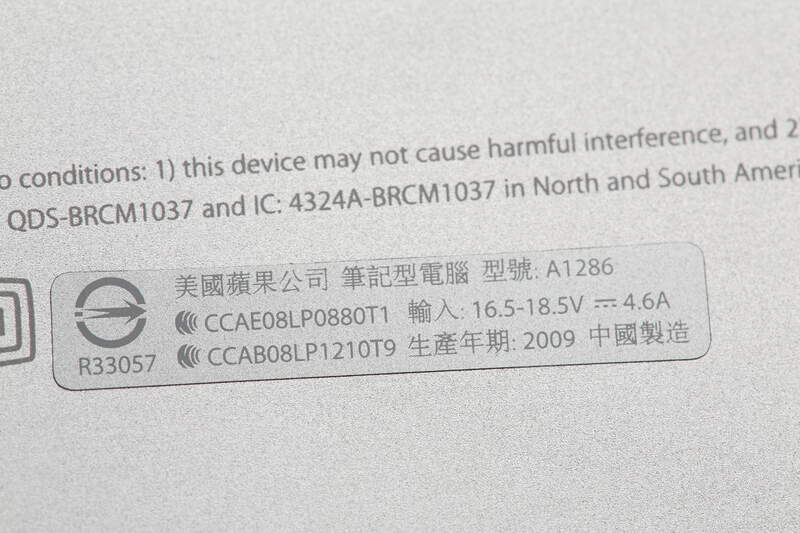 o conditions: 1) this device may not cause harmful interference, and 2
QDS-BRCM1037 and IC: 4324A-BRCM1037 in North and South Ameri
美國蘋果公司 筆記型電腦 型號: A1286
CCAE08LP0880T1 輸入: 16.5-18.5V ⎓ 4.6A
R33057 CCAB08LP1210T9 生產年期: 2009 中國製造